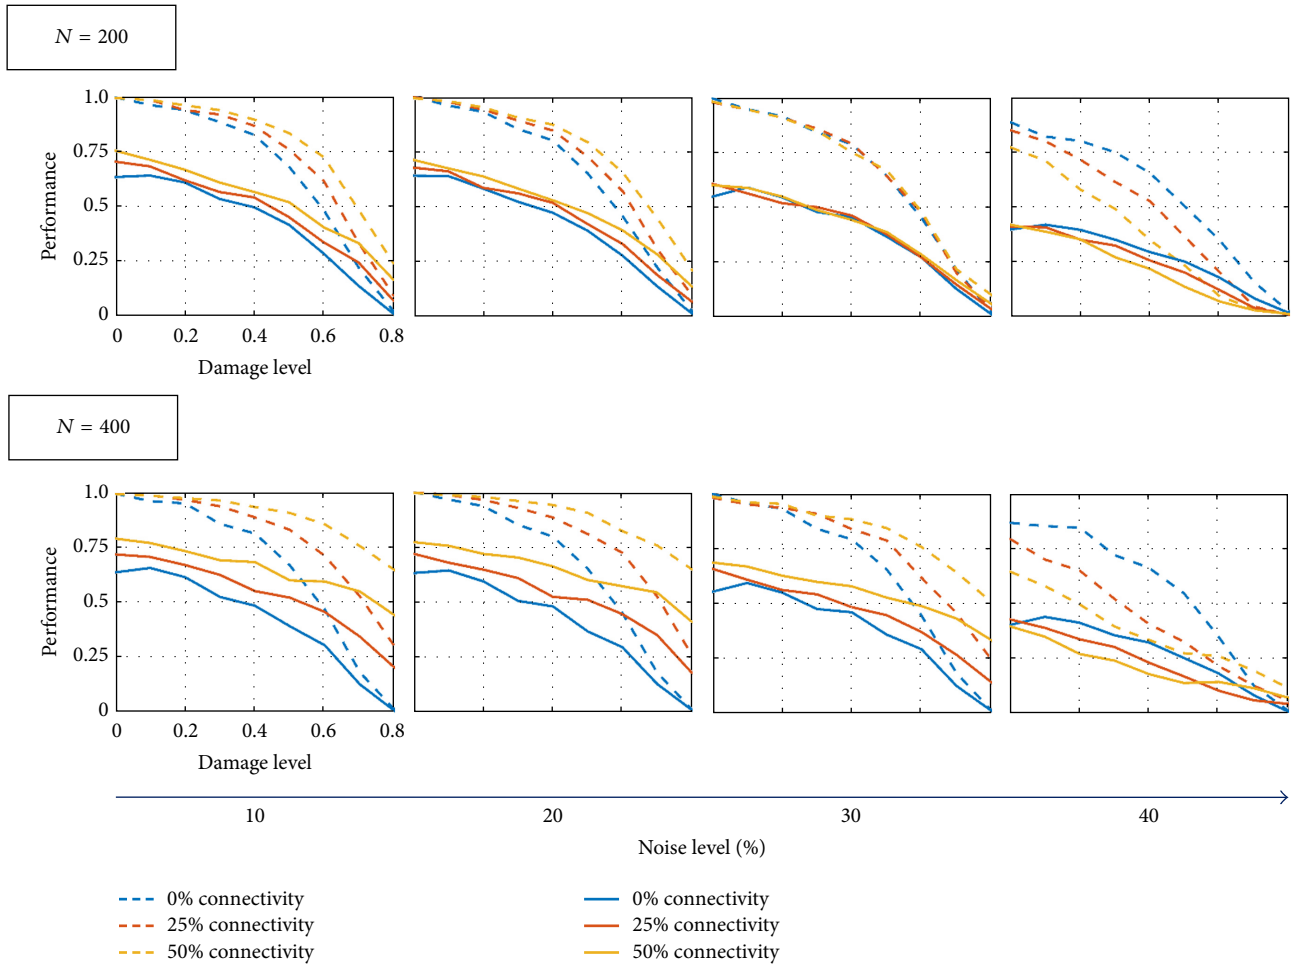 N = 200
1.0
0.75
0.5
0.25
0
Performance
0 0.2 0.4 0.6 0.8
Damage level
N = 400
1.0
0.75
0.5
0.25
0
Performance
0 0.2 0.4 0.6 0.8
Damage level
10 20 30 40
Noise level (%)
0% connectivity
25% connectivity
50% connectivity
0% connectivity
25% connectivity
50% connectivity